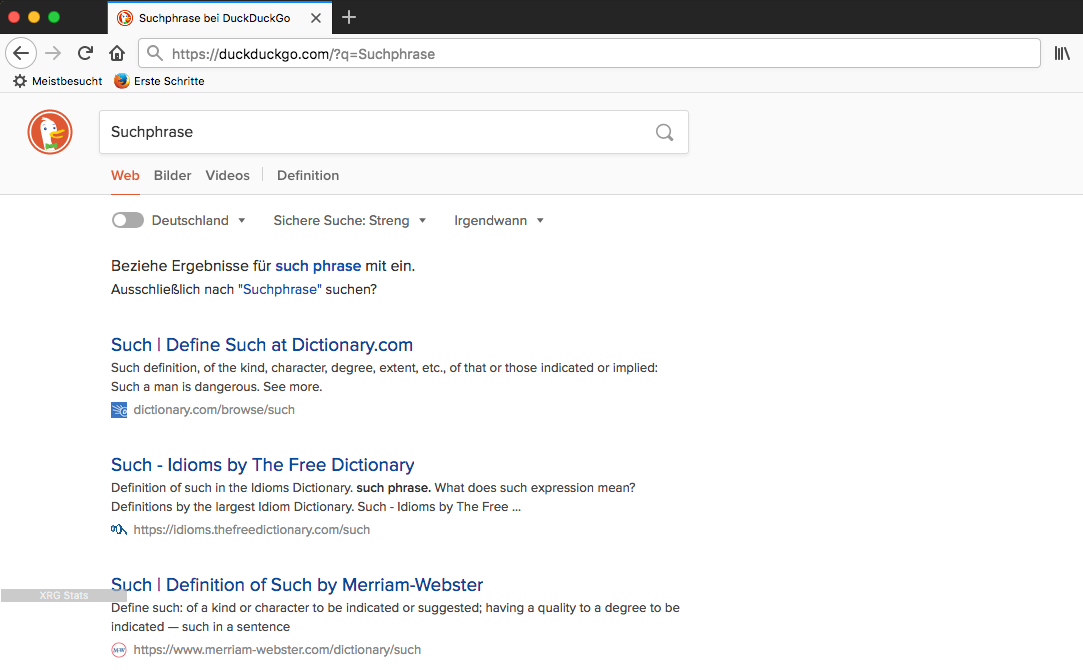 Suchphrase bei DuckDuckGo
https://duckduckgo.com/?q=Suchphrase
Meistbesucht Erste Schritte
Suchphrase
Web Bilder Videos Definition
Deutschland Sichere Suche: Streng Irgendwann
Beziehe Ergebnisse für such phrase mit ein.
Ausschließlich nach "Suchphrase" suchen?
Such | Define Such at Dictionary.com
Such definition, of the kind, character, degree, extent, etc., of that or those indicated or implied:
Such a man is dangerous. See more.
dictionary.com/browse/such
Such - Idioms by The Free Dictionary
Definition of such in the Idioms Dictionary. such phrase. What does such expression mean?
Definitions by the largest Idiom Dictionary. Such - Idioms by The Free ...
https://idioms.thefreedictionary.com/such
Such | Definition of Such by Merriam-Webster
XRG Stats
Define such: of a kind or character to be indicated or suggested; having a quality to a degree to be
indicated — such in a sentence
https://www.merriam-webster.com/dictionary/such